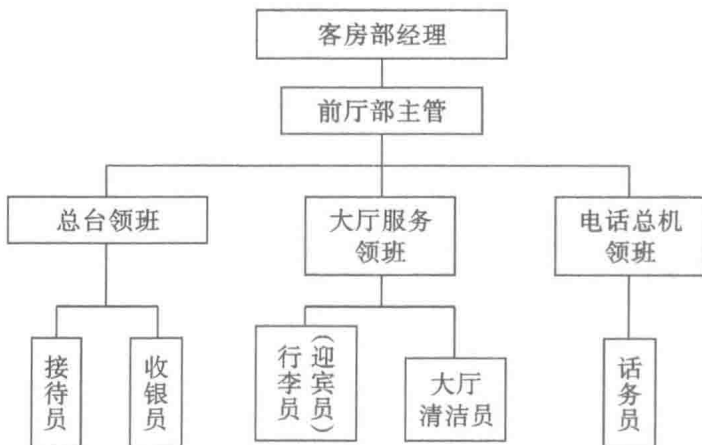 客房部经理
前厅部主管
总台领班
大厅服务
领班
电话总机
领班
接待员
收银员
行李员
(迎宾员)
大厅
清洁员
话务员